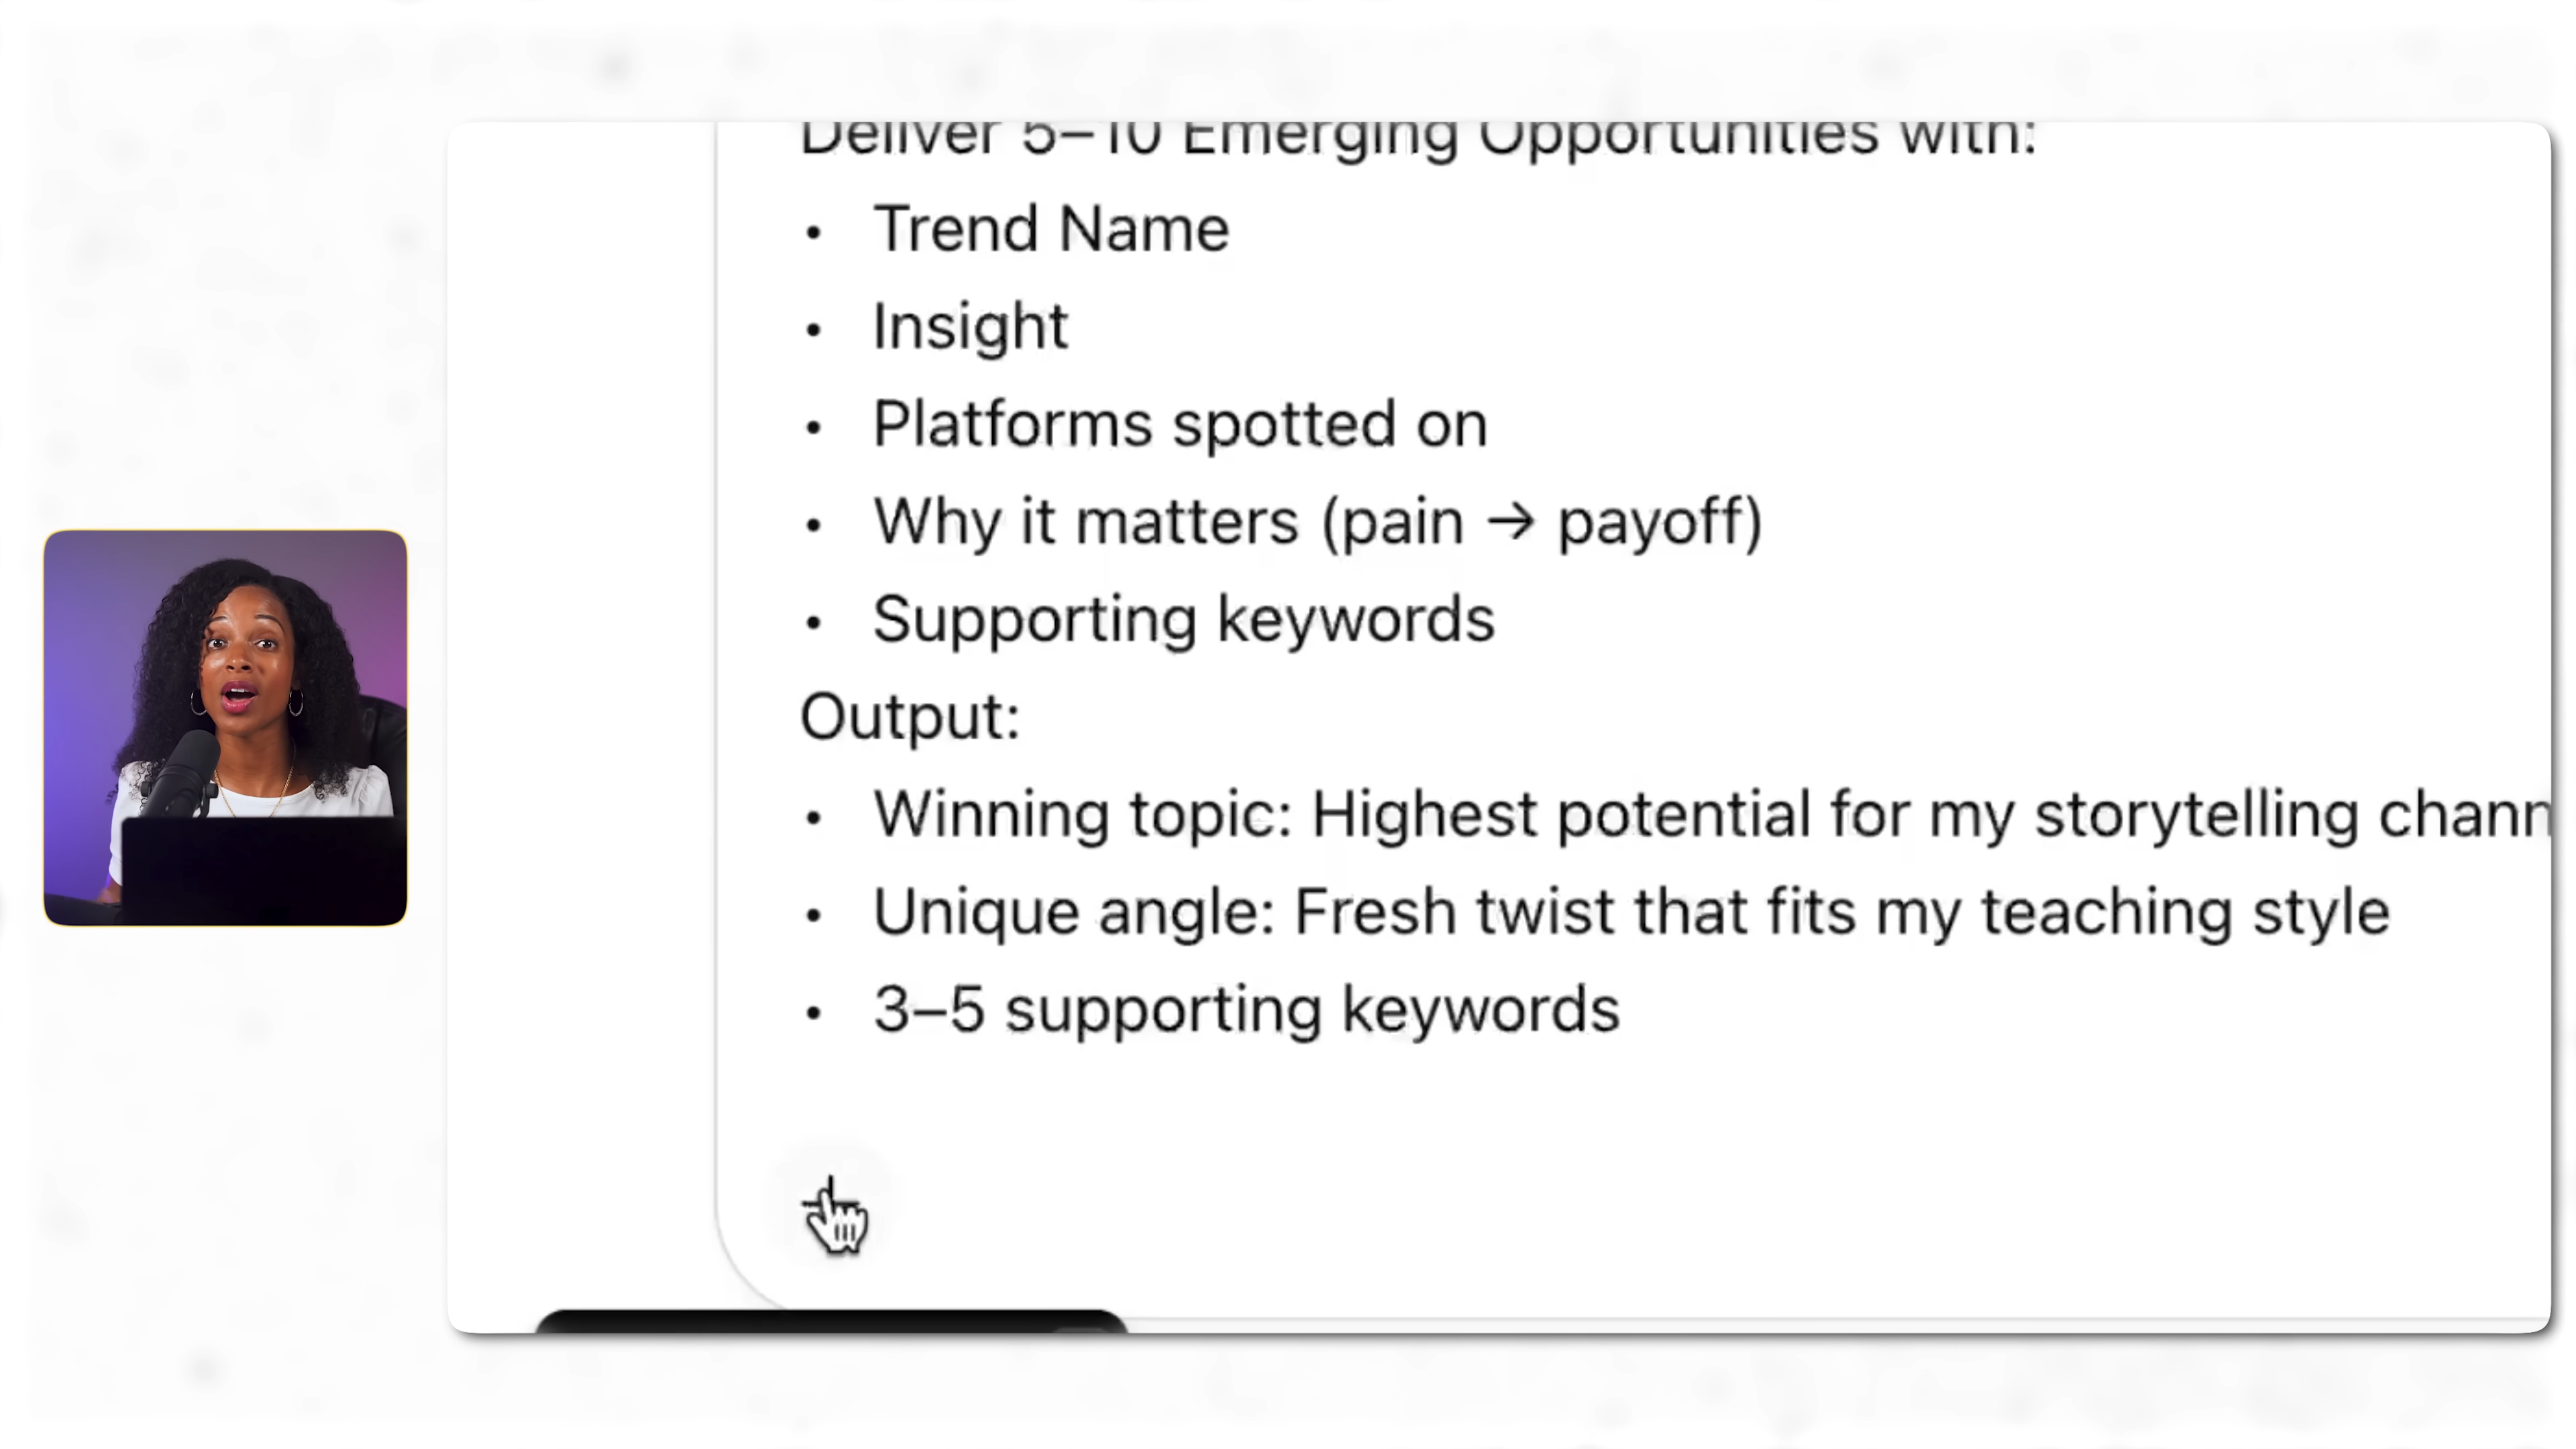 Deliver 5–10 Emerging Opportunities with:
• Trend Name
• Insight
• Platforms spotted on
• Why it matters (pain → payoff)
• Supporting keywords
Output:
• Winning topic: Highest potential for my storytelling chann
• Unique angle: Fresh twist that fits my teaching style
• 3–5 supporting keywords